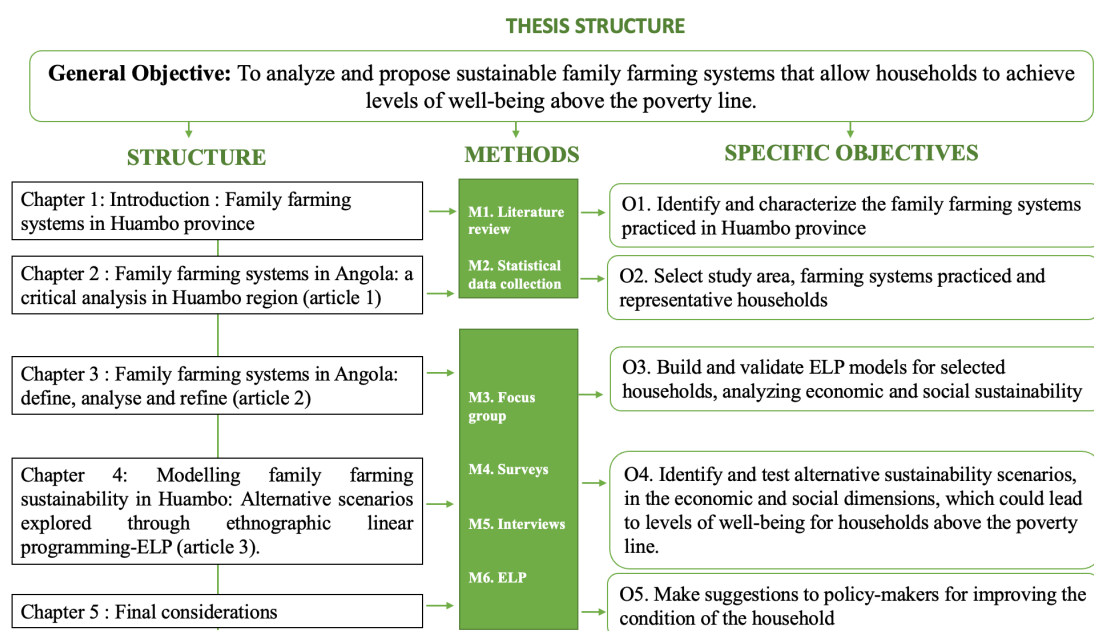 THESIS STRUCTURE
General Objective: To analyze and propose sustainable family farming systems that allow households to achieve
levels of well-being above the poverty line.
STRUCTURE
METHODS
SPECIFIC OBJECTIVES
Chapter 1: Introduction : Family farming
systems in Huambo province
M1. Literature
review
O1. Identify and characterize the family farming systems
practiced in Huambo province
Chapter 2 : Family farming systems in Angola: a
critical analysis in Huambo region (article 1)
M2. Statistical
data collection
O2. Select study area, farming systems practiced and
representative households
Chapter 3 : Family farming systems in Angola:
define, analyse and refine (article 2)
M3. Focus
group
O3. Build and validate ELP models for selected
households, analyzing economic and social sustainability
Chapter 4: Modelling family farming
sustainability in Huambo: Alternative scenarios
explored through ethnographic linear
programming-ELP (article 3).
M4. Surveys
M5. Interviews
M6. ELP
O4. Identify and test alternative sustainability scenarios,
in the economic and social dimensions, which could lead
to levels of well-being for households above the poverty
line.
Chapter 5 : Final considerations
O5. Make suggestions to policy-makers for improving the
condition of the household